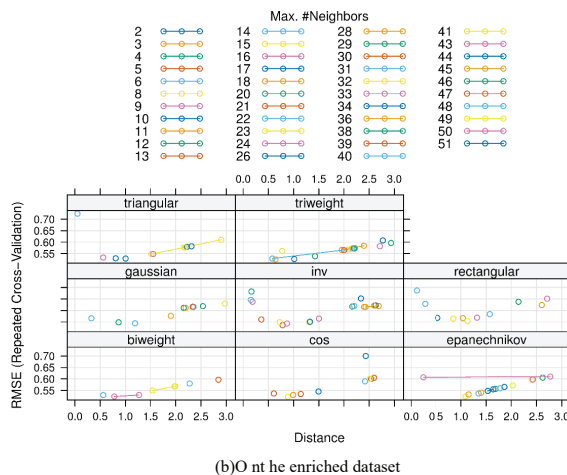 Max. #Neighbors
2 14 28 41
3 15 29 43
4 16 30 44
5 17 31 45
6 18 32 46
8 20 33 47
9 21 34 48
10 22 36 49
11 23 38 50
12 24 39 51
13 26 40
0.0 0.5 1.0 1.5 2.0 2.5 3.0
triangular triweight
0.70
0.65
0.60
0.55
gaussian inv rectangular
biweight cos epanechnikov
0.70
0.65
0.60
0.55
0.0 0.5 1.0 1.5 2.0 2.5 3.0 0.0 0.5 1.0 1.5 2.0 2.5 3.0
RMSE (Repeated Cross−Validation)
Distance
(b)O nt he enriched dataset